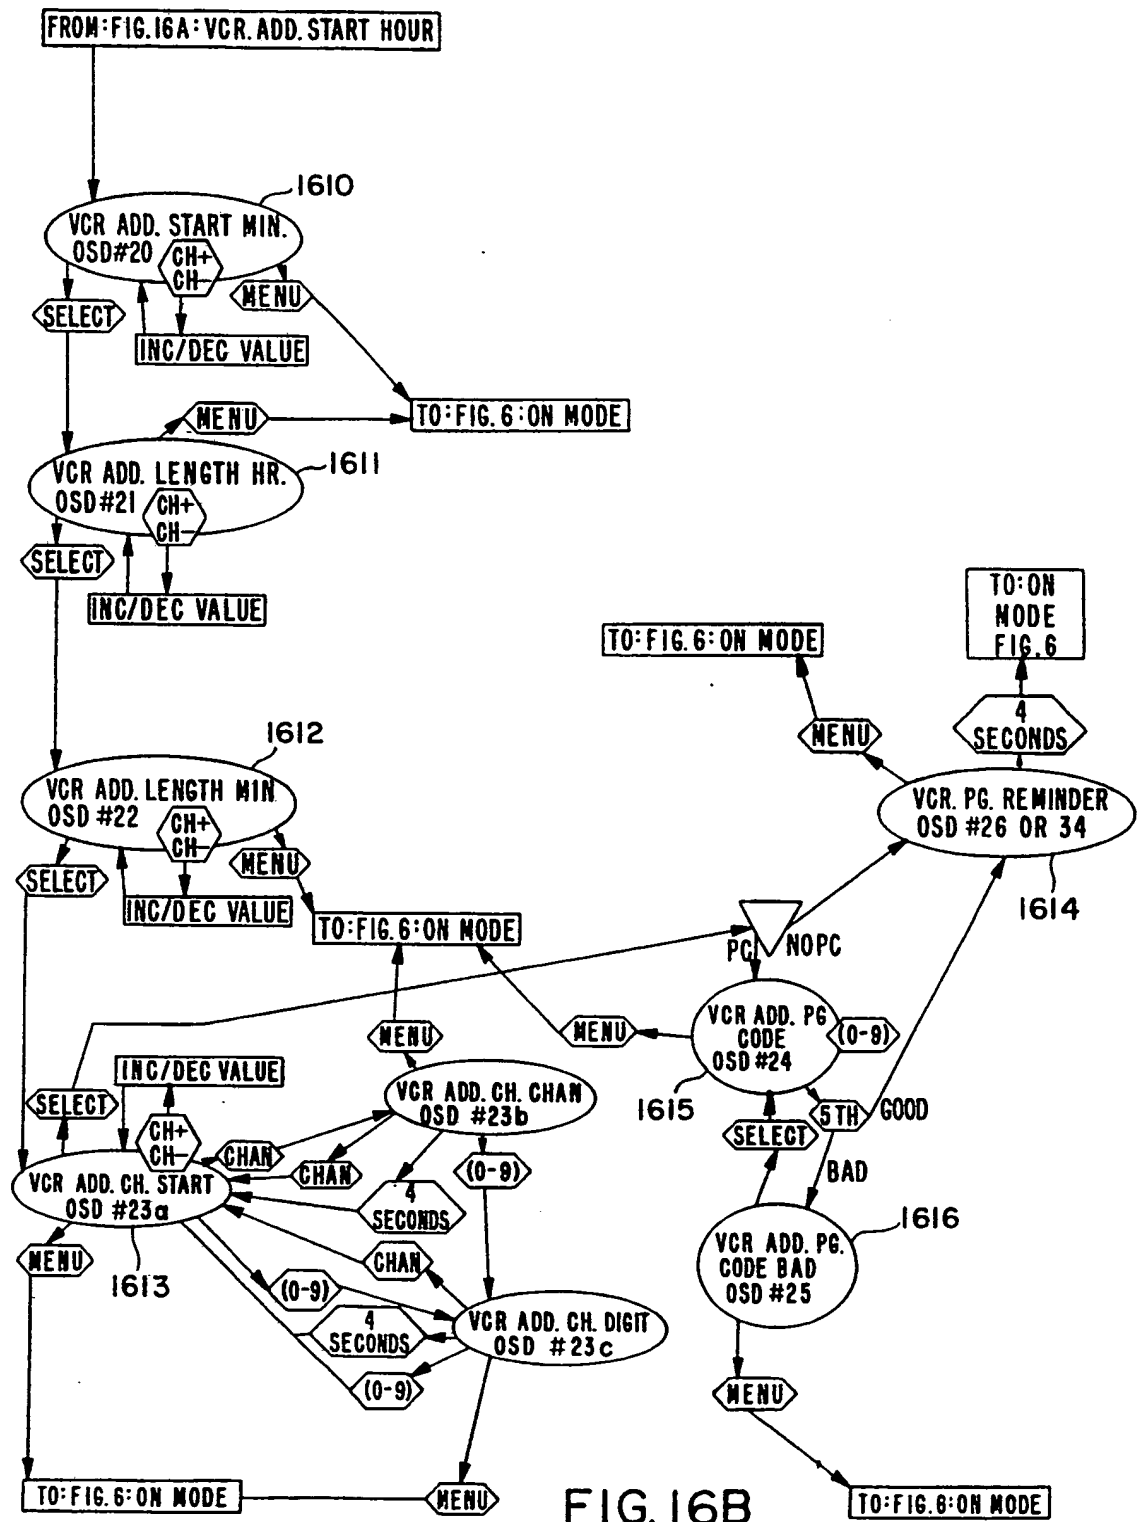 FROM:FIG.16A:VCR.ADD.START HOUR
1610
VCR ADD. START MIN.
OSD#20
CH+
CH-
MENU
SELECT
INC/DEC VALUE
MENU
TO:FIG.6:ON MODE
1611
VCR ADD. LENGTH HR.
OSD#21
CH+
CH-
SELECT
INC/DEC VALUE
TO:ON
MODE
FIG.6
TO:FIG.6:ON MODE
4
SECONDS
MENU
1612
VCR ADD. LENGTH MIN
OSD #22
CH+
CH-
VCR. PG. REMINDER
OSD #26 OR 34
MENU
SELECT
INC/DEC VALUE
1614
TO:FIG.6:ON MODE
PC
NOPC
VCR ADD. PG
CODE
OSD #24
(0-9)
MENU
MENU
INC/DEC VALUE
SELECT
VCR ADD. CH. CHAN
OSD #23b
1615
5TH
GOOD
SELECT
CH+
CH-
CHAN
CHAN
(0-9)
BAD
VCR ADD. CH. START
OSD #23a
4
SECONDS
1616
VCR ADD. PG.
CODE BAD
OSD #25
MENU
1613
CHAN
(0-9)
4
SECONDS
VCR ADD. CH. DIGIT
OSD #23c
(0-9)
MENU
TO:FIG.6:ON MODE
MENU
FIG.16B
TO:FIG.6:ON MODE